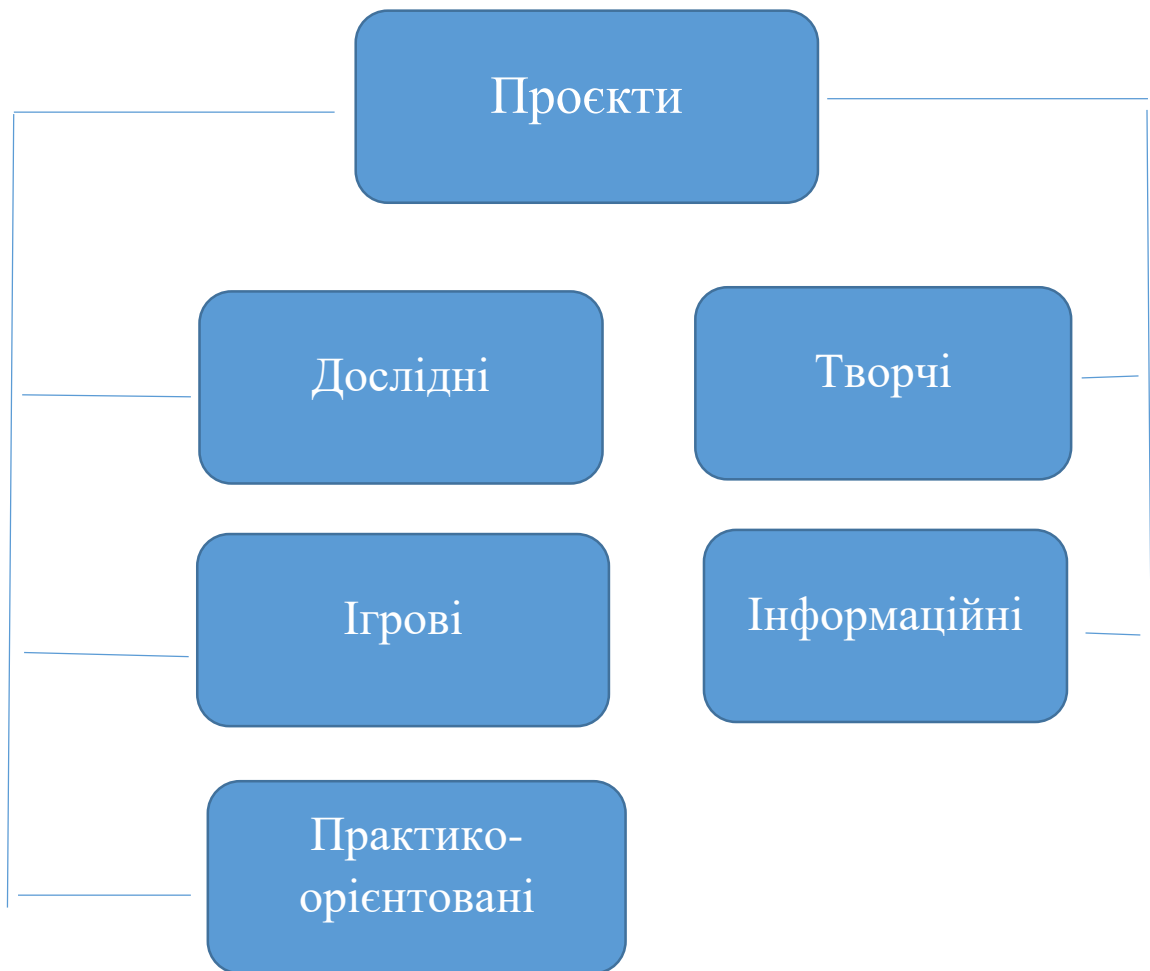 Проєкти
Дослідні
Творчі
Ігрові
Інформаційні
Практико-
орієнтовані